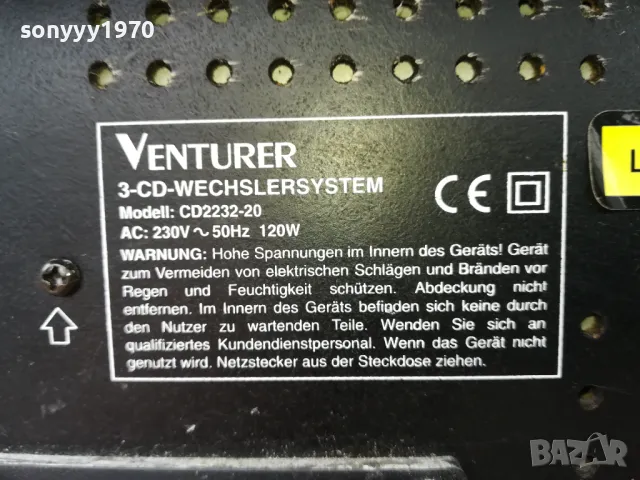 sonyyy1970
VENTURER
3-CD-WECHSLERSYSTEM
Modell: CD2232-20
AC: 230V ~ 50Hz 120W
CE
WARNUNG: Hohe Spannungen im Innern des Geräts! Gerät
zum Vermeiden von elektrischen Schlägen und Bränden vor
Regen und Feuchtigkeit schützen. Abdeckung nicht
entfernen. Im Innern des Geräts befinden sich keine durch
den Nutzer zu wartenden Teile. Wenden Sie sich an
qualifiziertes Kundendienstpersonal. Wenn das Gerät nicht
genutzt wird. Netzstecker aus der Steckdose ziehen.
L
BAZAR